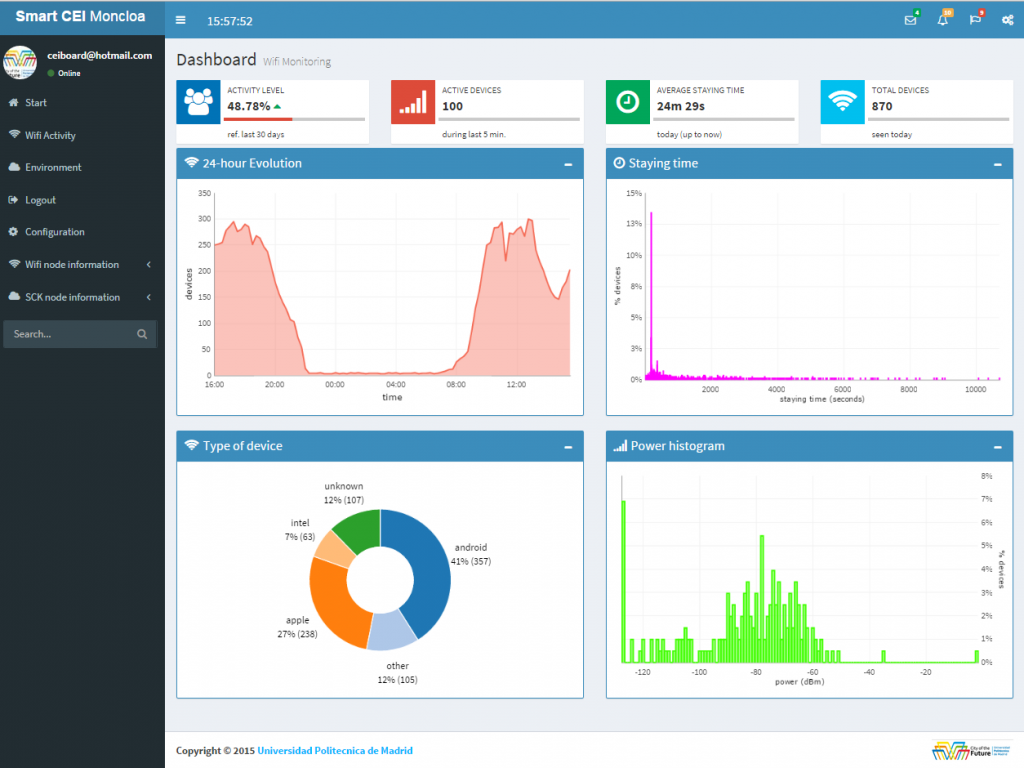 Smart CEI Moncloa
15:57:52
4
10
9
ceiboard@hotmail.com
Online
Start
Wifi Activity
Environment
Logout
Configuration
Wifi node information
SCK node information
Search...
Dashboard Wifi Monitoring
ACTIVITY LEVEL
48.78%
ref. last 30 days
ACTIVE DEVICES
100
during last 5 min.
AVERAGE STAYING TIME
24m 29s
today (up to now)
TOTAL DEVICES
870
seen today
24-hour Evolution
350
300
250
200
150
100
50
0
devices
16:00 20:00 00:00 04:00 08:00 12:00
time
Staying time
15%
13%
10%
8%
5%
3%
0%
% devices
2000 4000 6000 8000 10000
staying time (seconds)
Type of device
unknown
12% (107)
intel
7% (63)
android
41% (357)
apple
27% (238)
other
12% (105)
Power histogram
8%
7%
6%
5%
4%
3%
2%
1%
0%
% devices
-120 -100 -80 -60 -40 -20
power (dBm)
Copyright © 2015 Universidad Politecnica de Madrid
City of the
Future